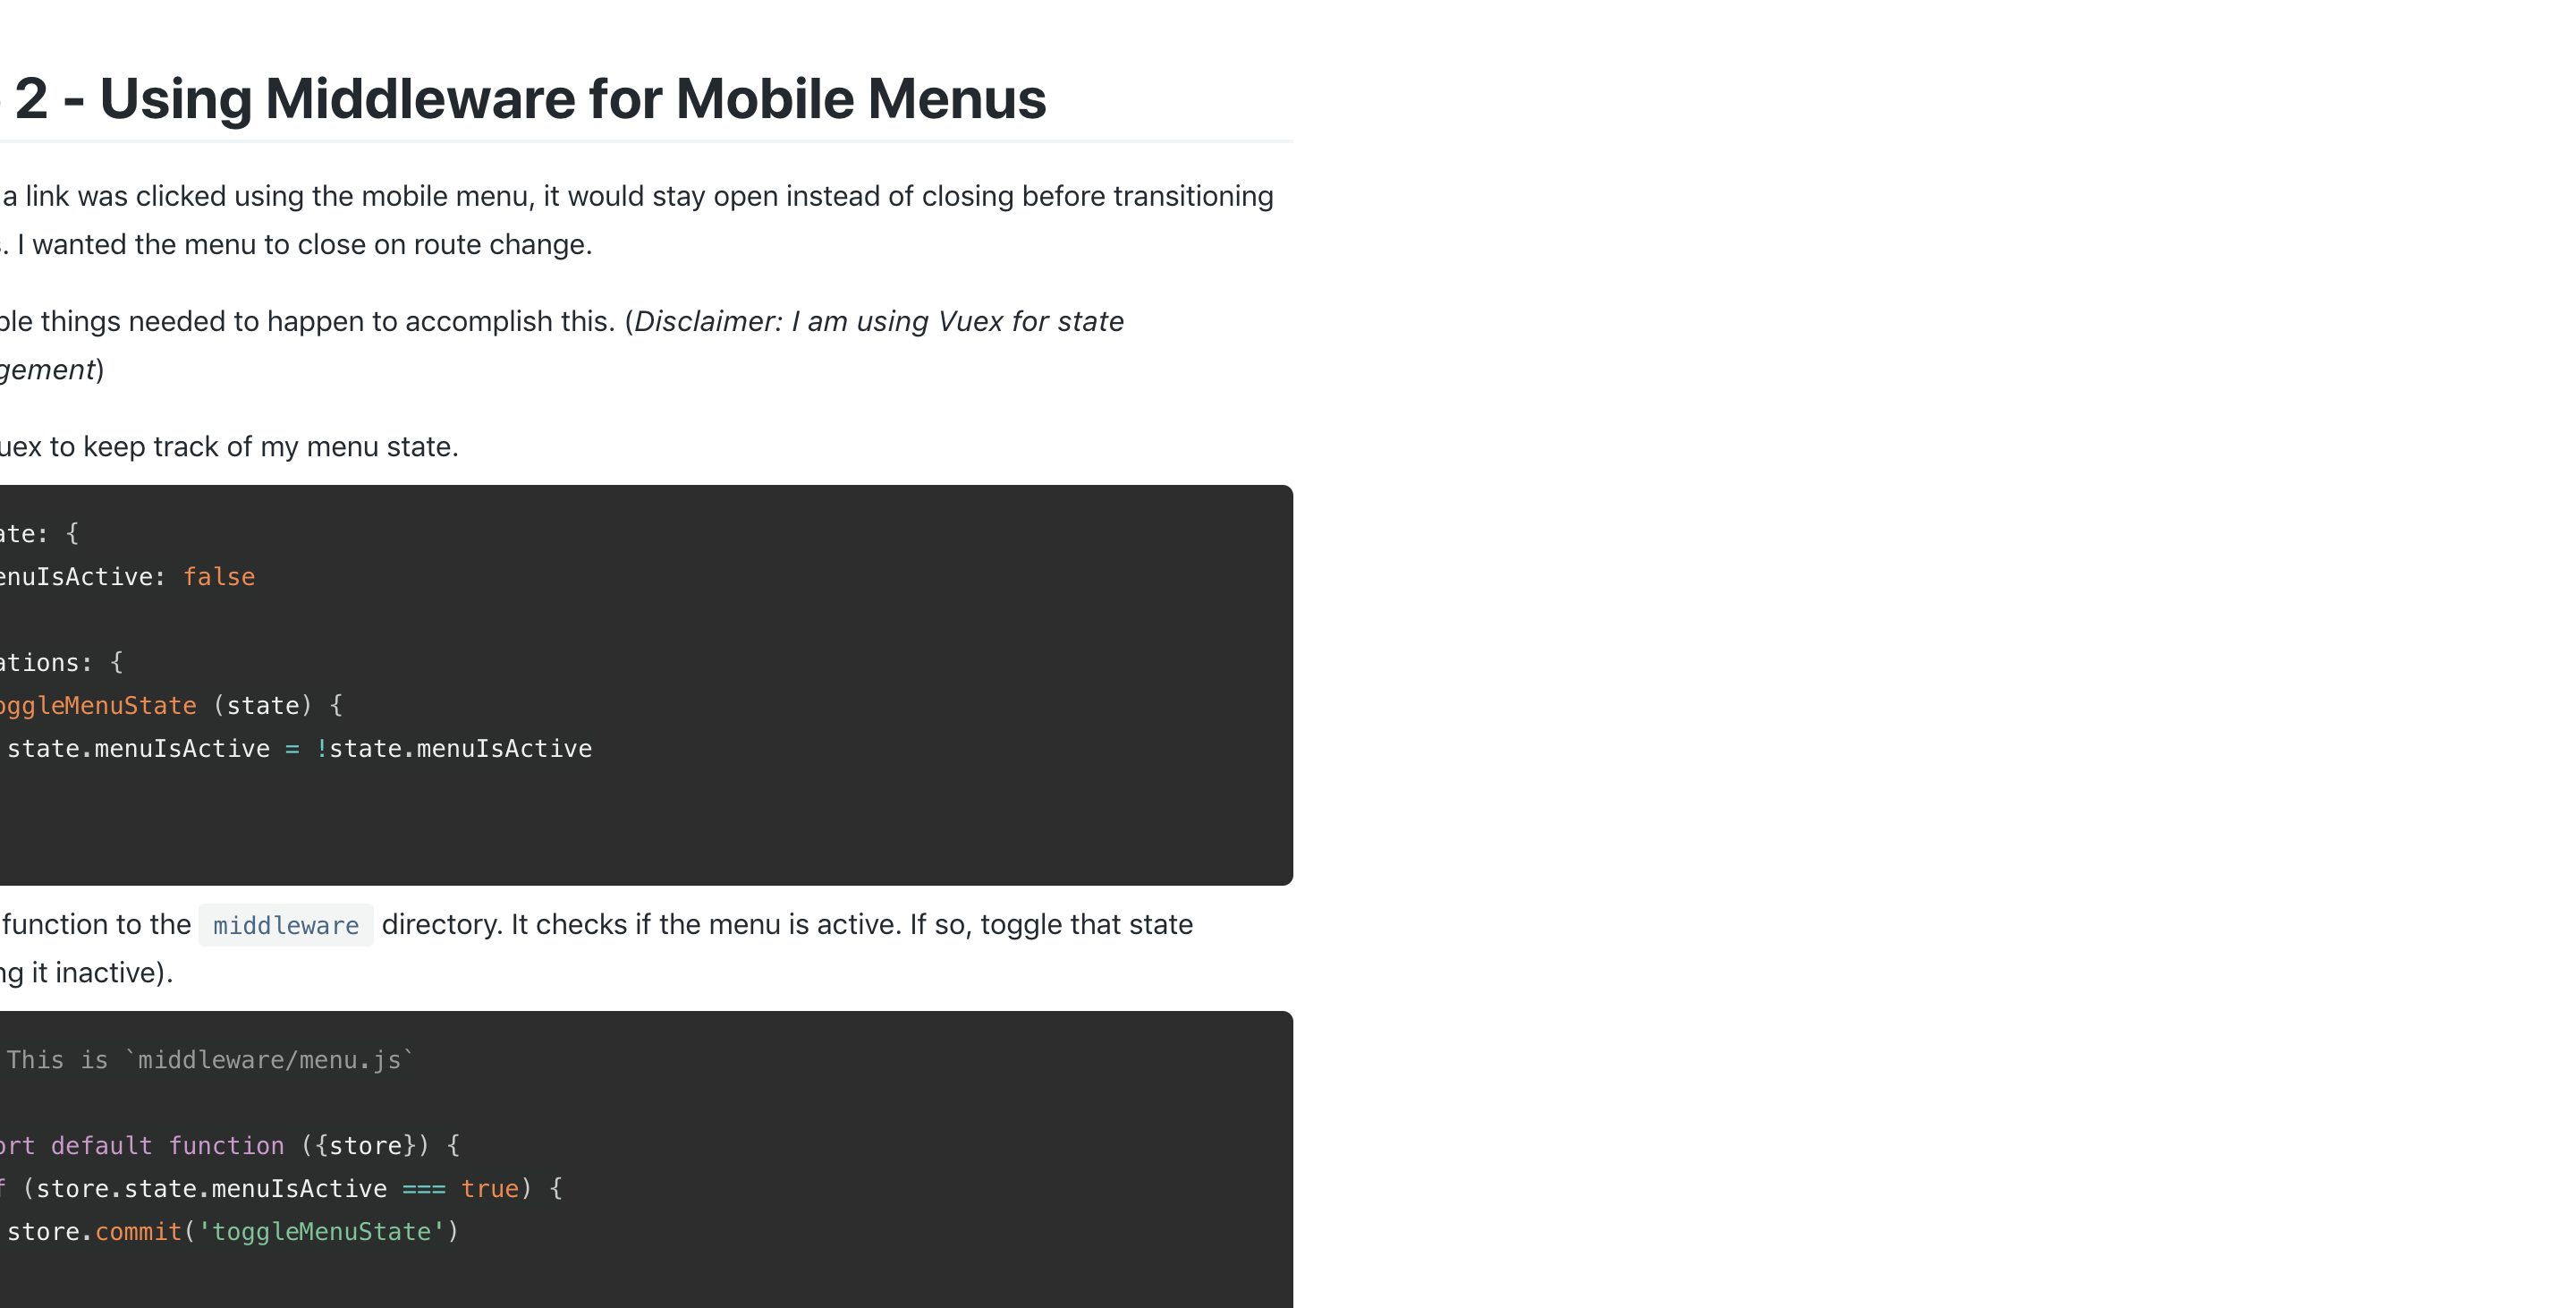 2 - Using Middleware for Mobile Menus
a link was clicked using the mobile menu, it would stay open instead of closing before transitioning
. I wanted the menu to close on route change.
ble things needed to happen to accomplish this. (Disclaimer: I am using Vuex for state
gement)
uex to keep track of my menu state.
ate: {
enuIsActive: false
ations: {
oggleMenuState (state) {
state.menuIsActive = !state.menuIsActive
function to the middleware directory. It checks if the menu is active. If so, toggle that state
ng it inactive).
This is `middleware/menu.js`
ort default function ({store}) {
f (store.state.menuIsActive === true) {
store.commit('toggleMenuState')